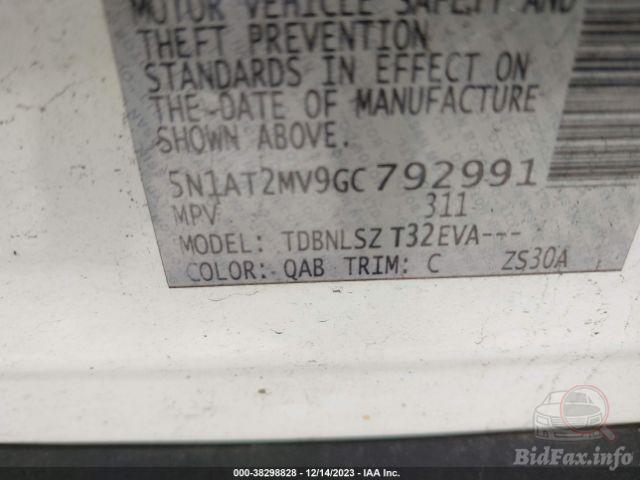 MOTOR VEHICLE SAFETY AND
THEFT PREVENTION
STANDARDS IN EFFECT ON
THE DATE OF MANUFACTURE
SHOWN ABOVE.
5N1AT2MV9GC792991
MPV 311
MODEL: TDBNLSZ T32EVA---
COLOR: QAB TRIM: C ZS30A
000-38298828 - 12/14/2023 - IAA Inc.
BidFax.info